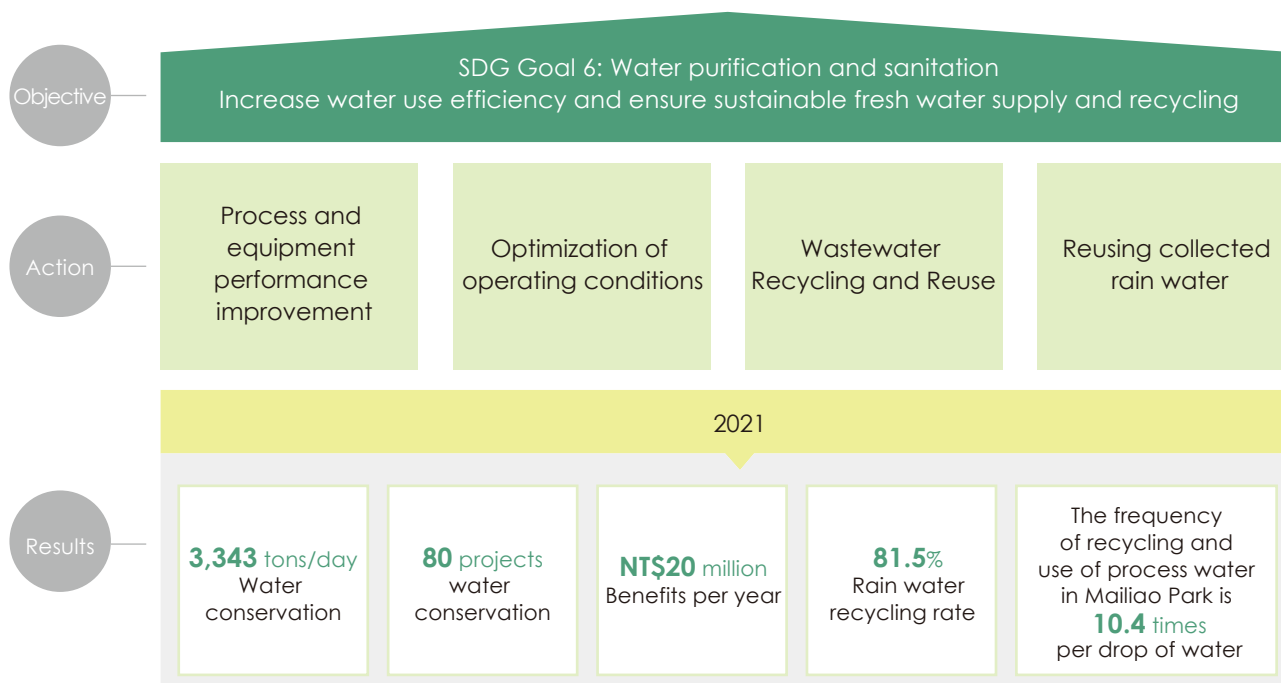 Objective
SDG Goal 6: Water purification and sanitation
Increase water use efficiency and ensure sustainable fresh water supply and recycling
Action
Process and
equipment
performance
improvement
Optimization of
operating conditions
Wastewater
Recycling and Reuse
Reusing collected
rain water
2021
Results
3,343 tons/day
Water
conservation
80 projects
water
conservation
NT$20 million
Benefits per year
81.5%
Rain water
recycling rate
The frequency
of recycling and
use of process water
in Mailiao Park is
10.4 times
per drop of water